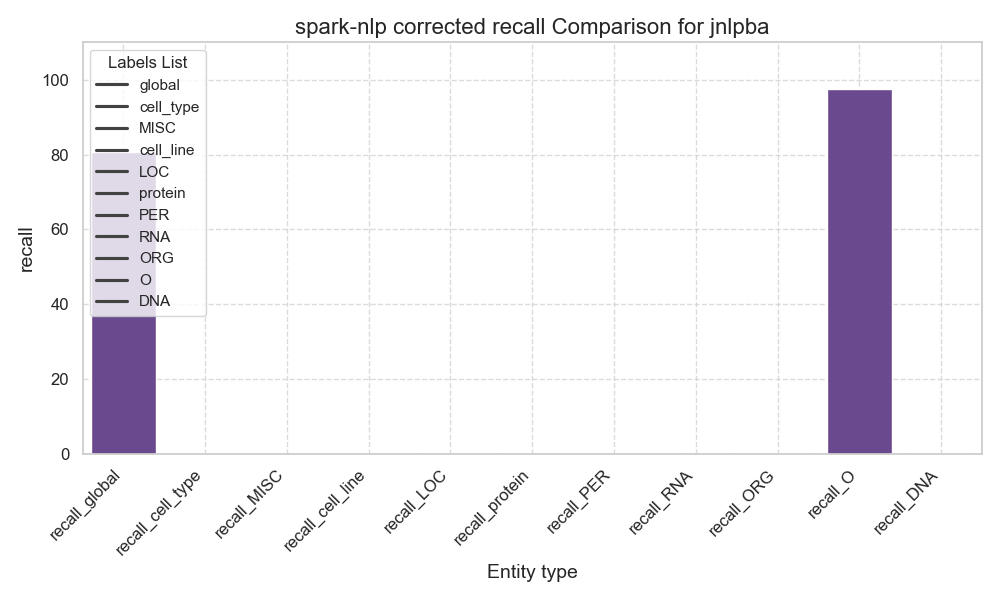 spark-nlp corrected recall Comparison for jnlpba
Labels List
global
cell_type
MISC
cell_line
LOC
protein
PER
RNA
ORG
O
DNA
100
80
60
40
20
0
recall
recall_global
recall_cell_type
recall_MISC
recall_cell_line
recall_LOC
recall_protein
recall_PER
recall_RNA
recall_ORG
recall_O
recall_DNA
Entity type